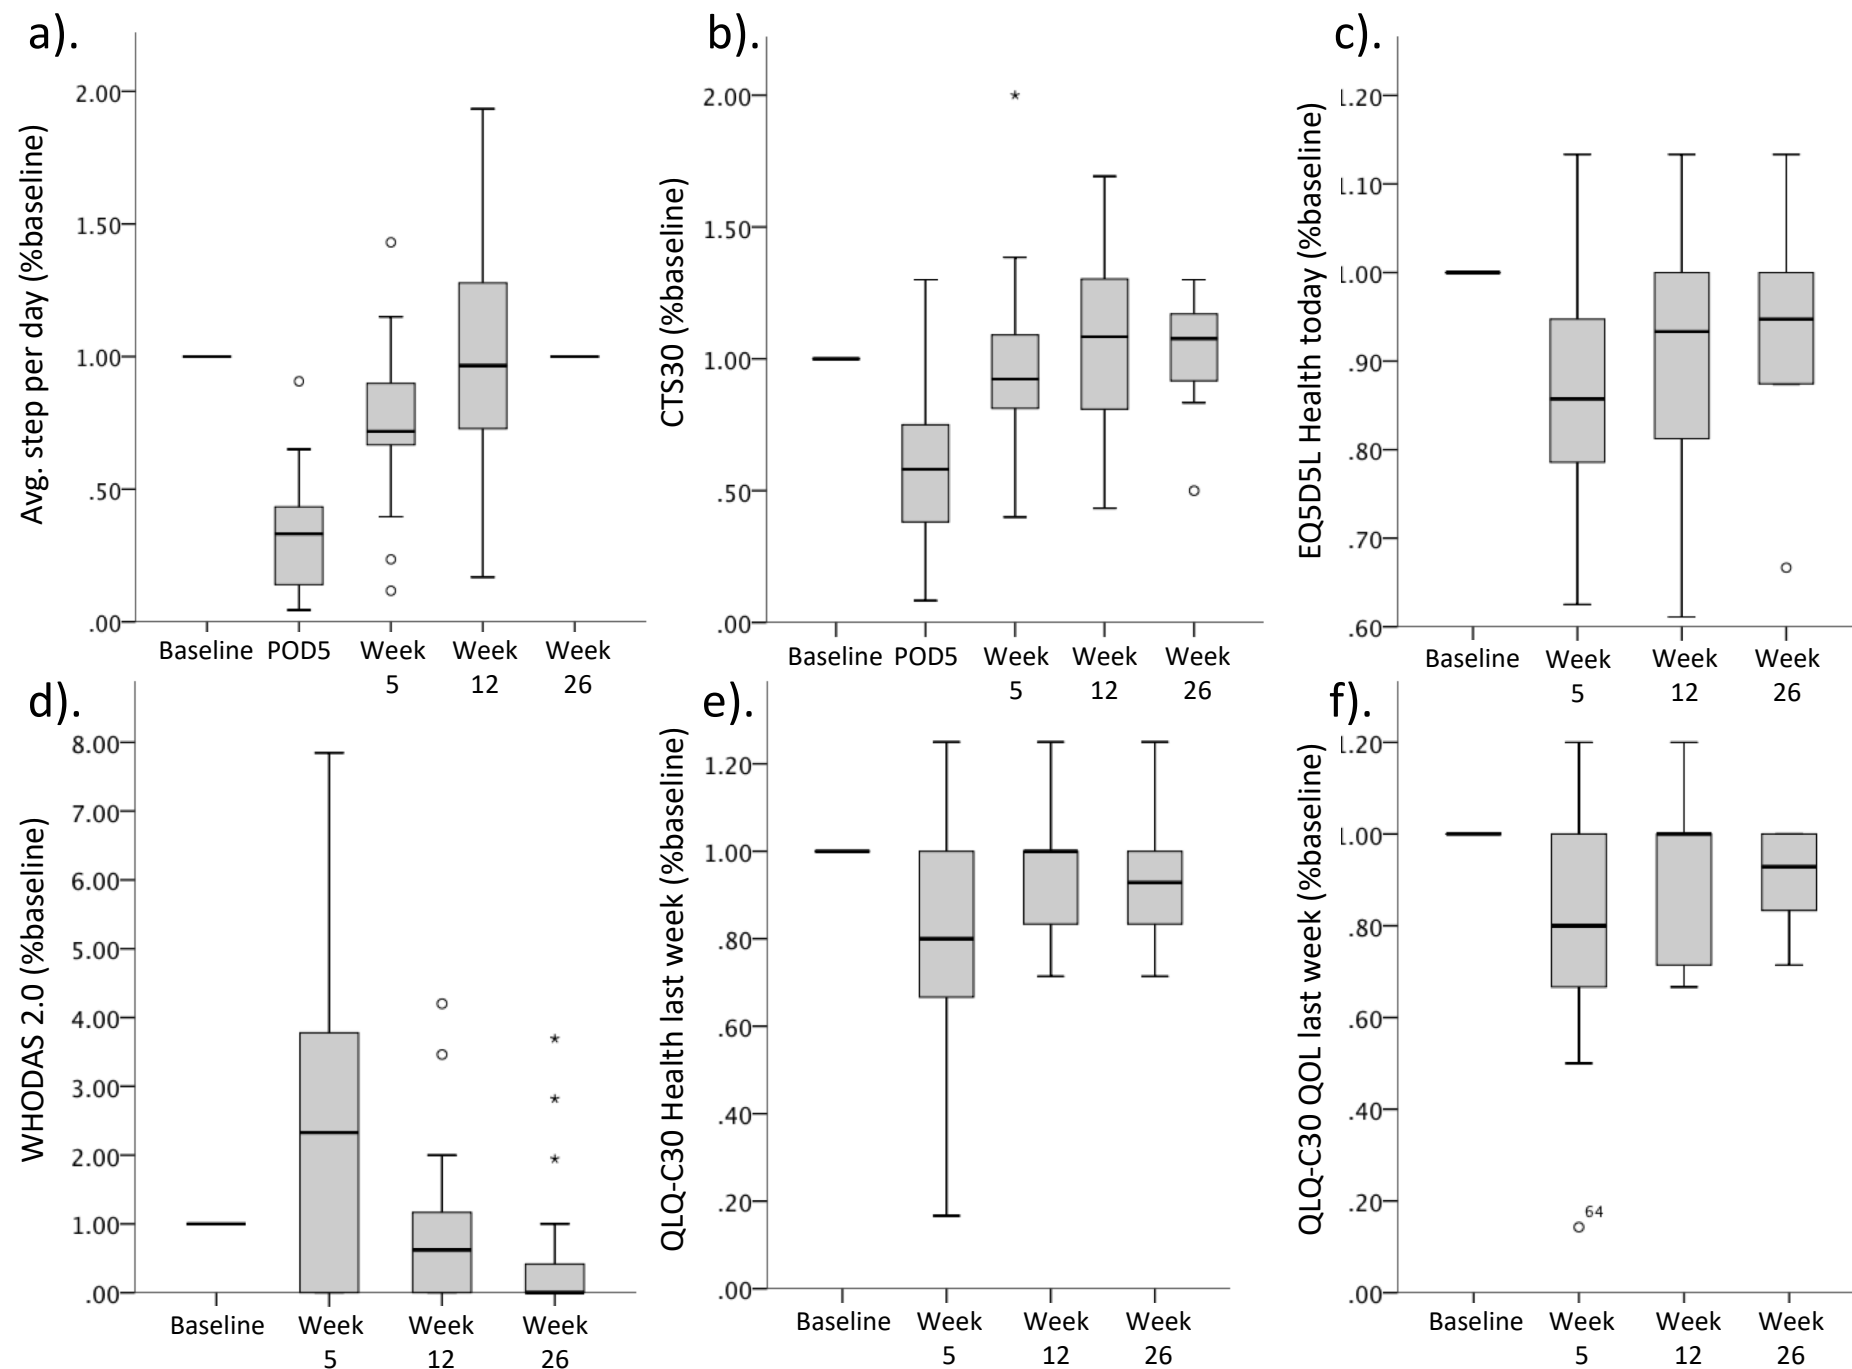 a).
Avg. step per day (%baseline)
2.00
1.50
1.00
.50
.00
Baseline POD5 Week Week Week
5 12 26
b).
CTS30 (%baseline)
2.00
1.50
1.00
.50
.00
*
Baseline POD5 Week Week Week
5 12 26
c).
EQ5D5L Health today (%baseline)
1.20
1.10
1.00
.90
.80
.70
.60
Baseline Week Week Week
5 12 26
d).
WHODAS 2.0 (%baseline)
8.00
7.00
6.00
5.00
4.00
3.00
2.00
1.00
.00
*
*
*
Baseline Week Week Week
5 12 26
e).
QLQ-C30 Health last week (%baseline)
1.20
1.00
.80
.60
.40
.20
.00
Baseline Week Week Week
5 12 26
f).
QLQ-C30 QOL last week (%baseline)
1.20
1.00
.80
.60
.40
.20
.00
64
Baseline Week Week Week
5 12 26